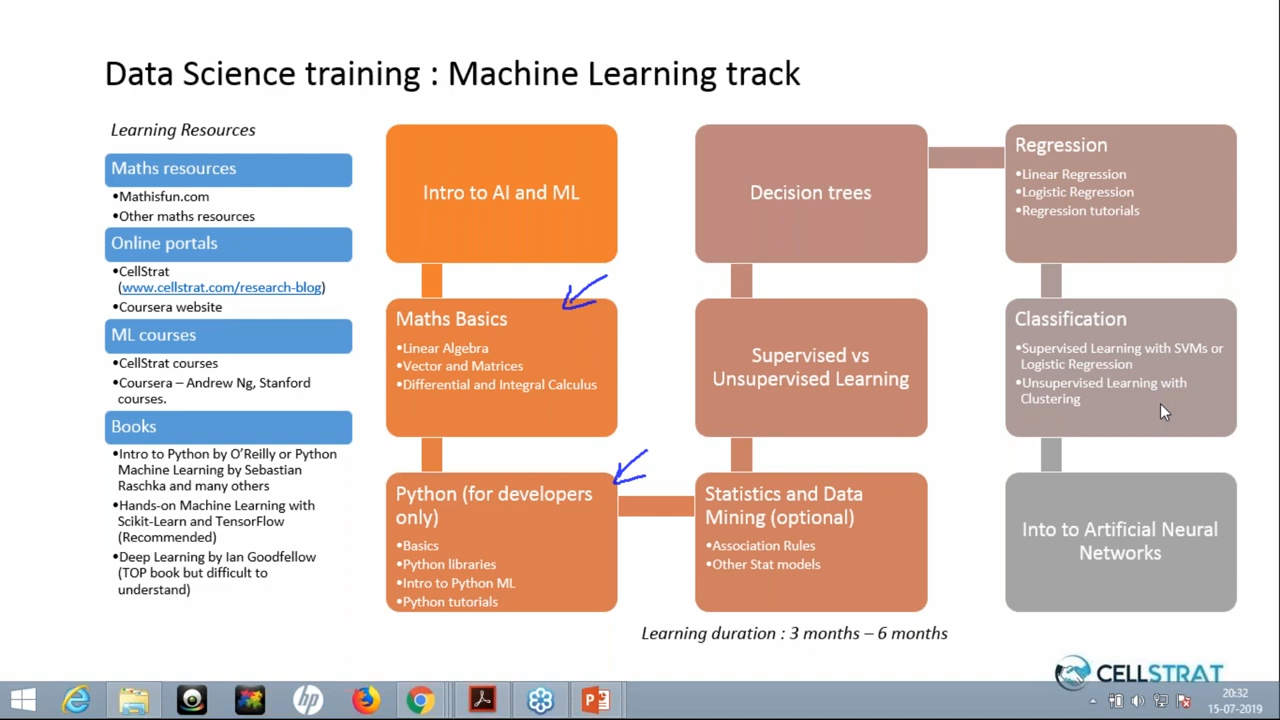 Data Science training : Machine Learning track
Learning Resources
Maths resources
•Mathisfun.com
•Other maths resources
Online portals
•CellStrat
(www.cellstrat.com/research-blog)
•Coursera website
ML courses
•CellStrat courses
•Coursera – Andrew Ng, Stanford
courses.
Books
•Intro to Python by O'Reilly or Python
Machine Learning by Sebastian
Raschka and many others
•Hands-on Machine Learning with
Scikit-Learn and TensorFlow
(Recommended)
•Deep Learning by Ian Goodfellow
(TOP book but difficult to
understand)
Intro to AI and ML
Maths Basics
•Linear Algebra
•Vector and Matrices
•Differential and Integral Calculus
Python (for developers
only)
•Basics
•Python libraries
•Intro to Python ML
•Python tutorials
Statistics and Data
Mining (optional)
•Association Rules
•Other Stat models
Supervised vs
Unsupervised Learning
Decision trees
Regression
•Linear Regression
•Logistic Regression
•Regression tutorials
Classification
•Supervised Learning with SVMs or
Logistic Regression
•Unsupervised Learning with
Clustering
Into to Artificial Neural
Networks
Learning duration : 3 months – 6 months
CELLSTRAT
hp
20:32
15-07-2019